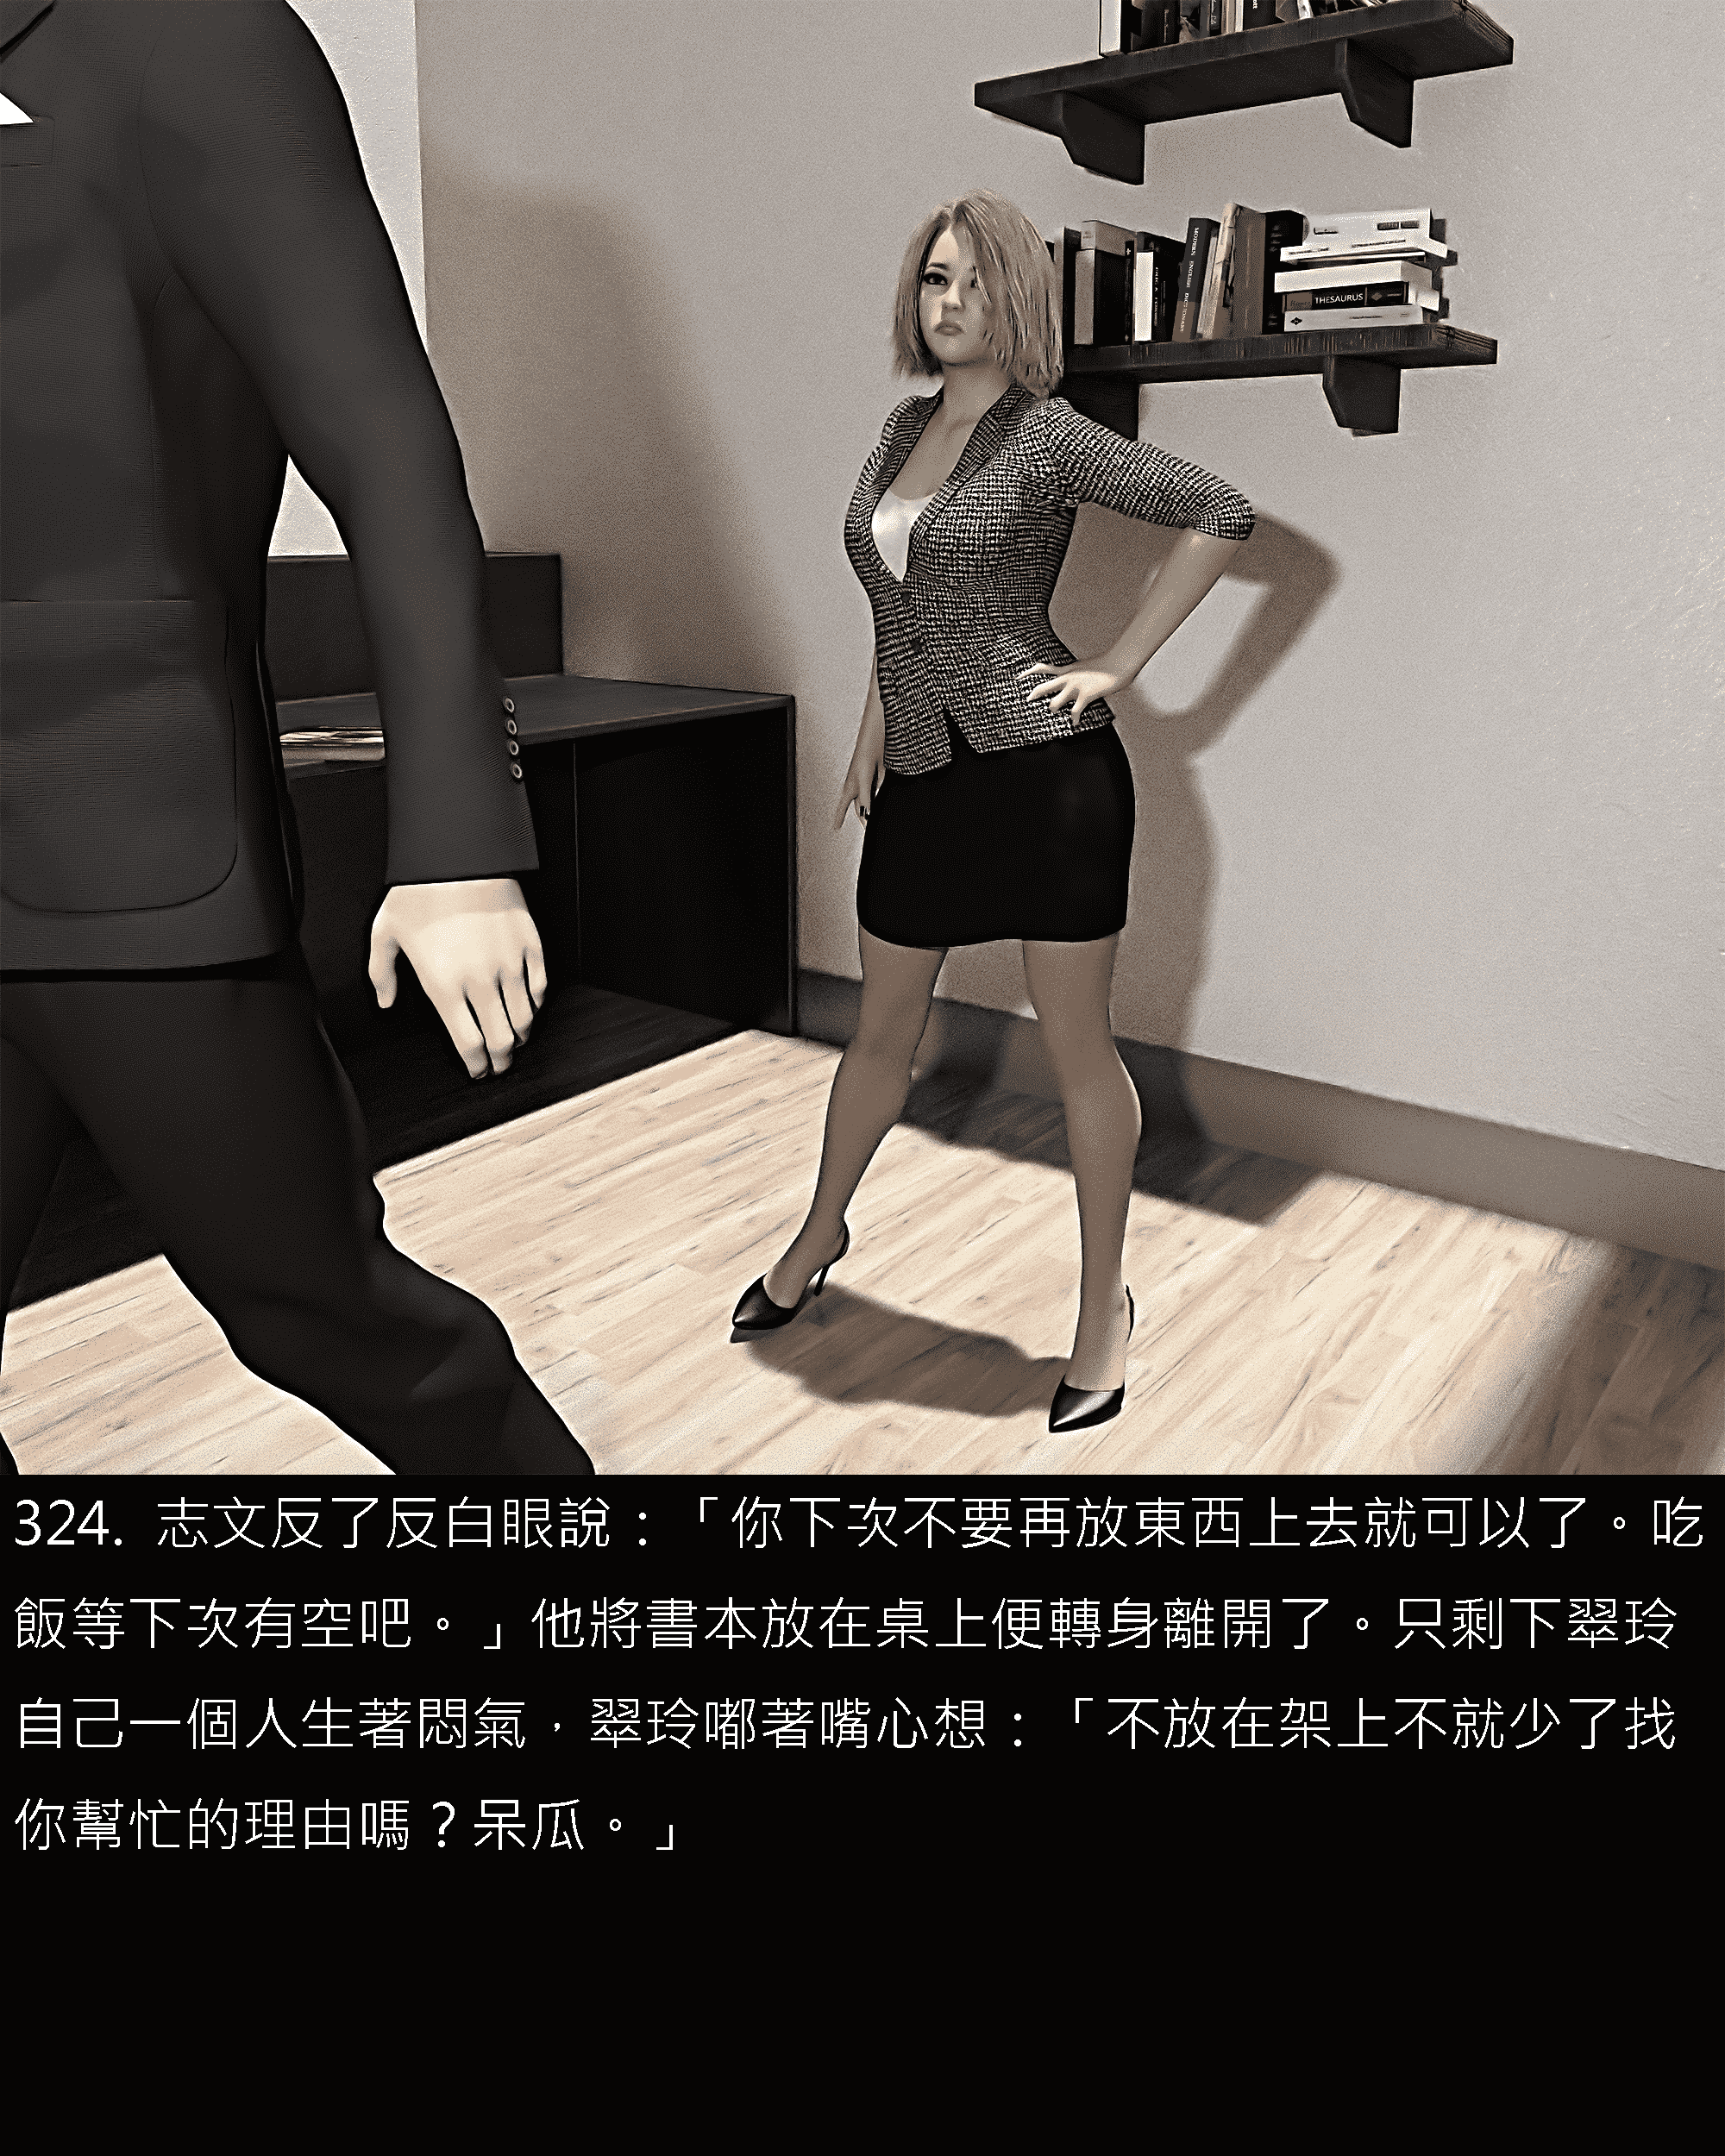 MODERN ENGLISH DICTIONARY
THESAURUS
324. 志文反了反白眼說：「你下次不要再放東西上去就可以了。吃
飯等下次有空吧。」他將書本放在桌上便轉身離開了。只剩下翠玲
自己一個人生著悶氣，翠玲嘟著嘴心想：「不放在架上不就少了找
你幫忙的理由嗎？呆瓜。」